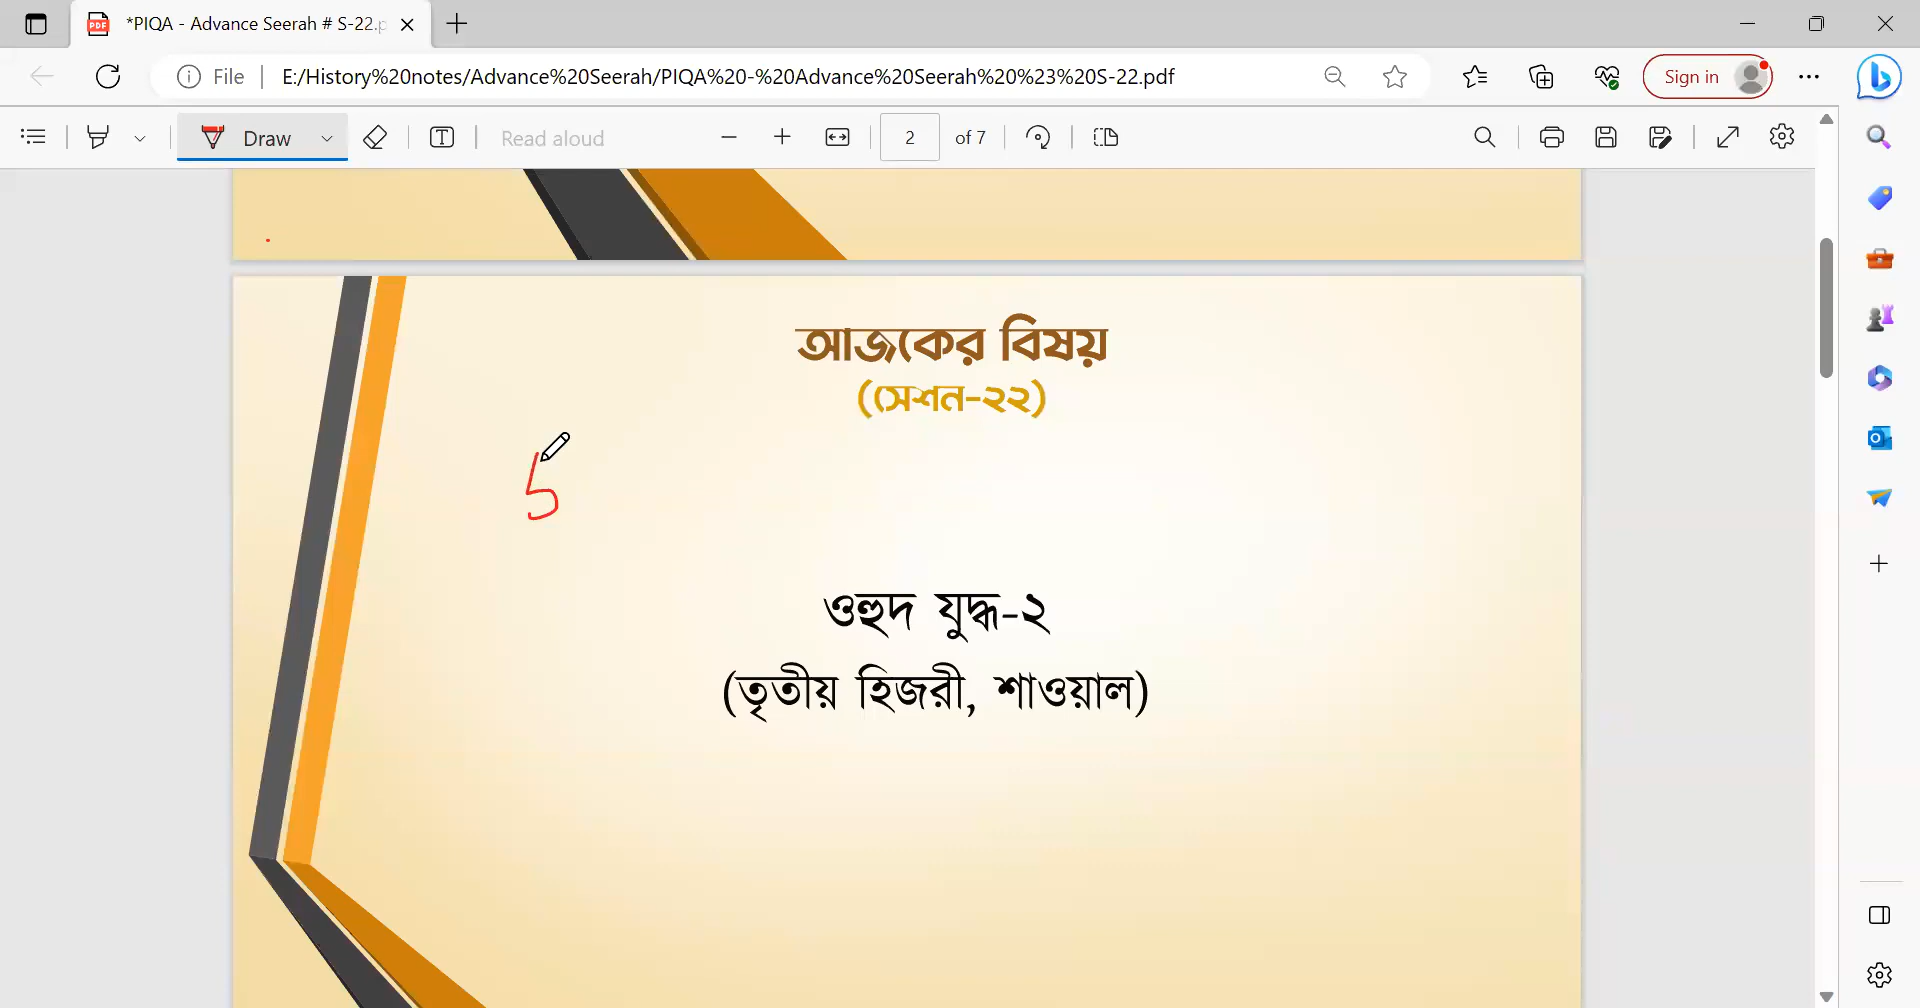 *PIQA - Advance Seerah # S-22.p
File
E:/History%20notes/Advance%20Seerah/PIQA%20-%20Advance%20Seerah%20%23%20S-22.pdf
Sign in
Draw
Read aloud
2 of 7
আজকের বিষয়
(সেশন-২২)
5
ওহুদ যুদ্ধ-২
(তৃতীয় হিজরী, শাওয়াল)